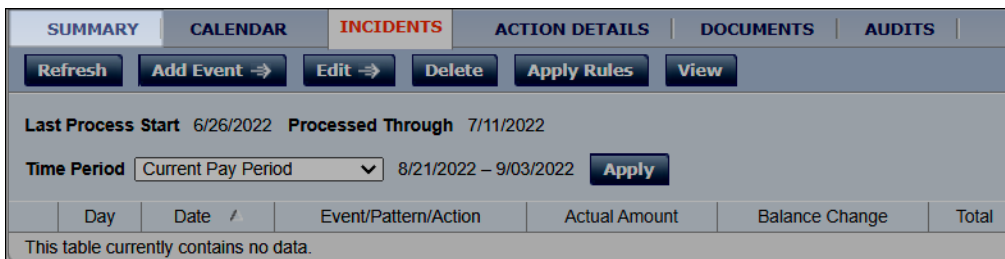 SUMMARY CALENDAR INCIDENTS ACTION DETAILS DOCUMENTS AUDITS
Refresh Add Event Edit Delete Apply Rules View
Last Process Start 6/26/2022 Processed Through 7/11/2022
Time Period Current Pay Period 8/21/2022 – 9/03/2022 Apply
Day Date Event/Pattern/Action Actual Amount Balance Change Total
This table currently contains no data.